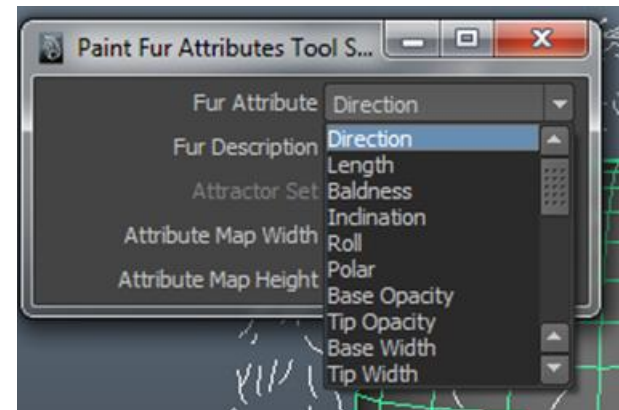 Paint Fur Attributes Tool S...
Fur Attribute Direction
Fur Description
Attractor Set
Attribute Map Width
Attribute Map Height
Direction
Length
Baldness
Inclination
Roll
Polar
Base Opacity
Tip Opacity
Base Width
Tip Width